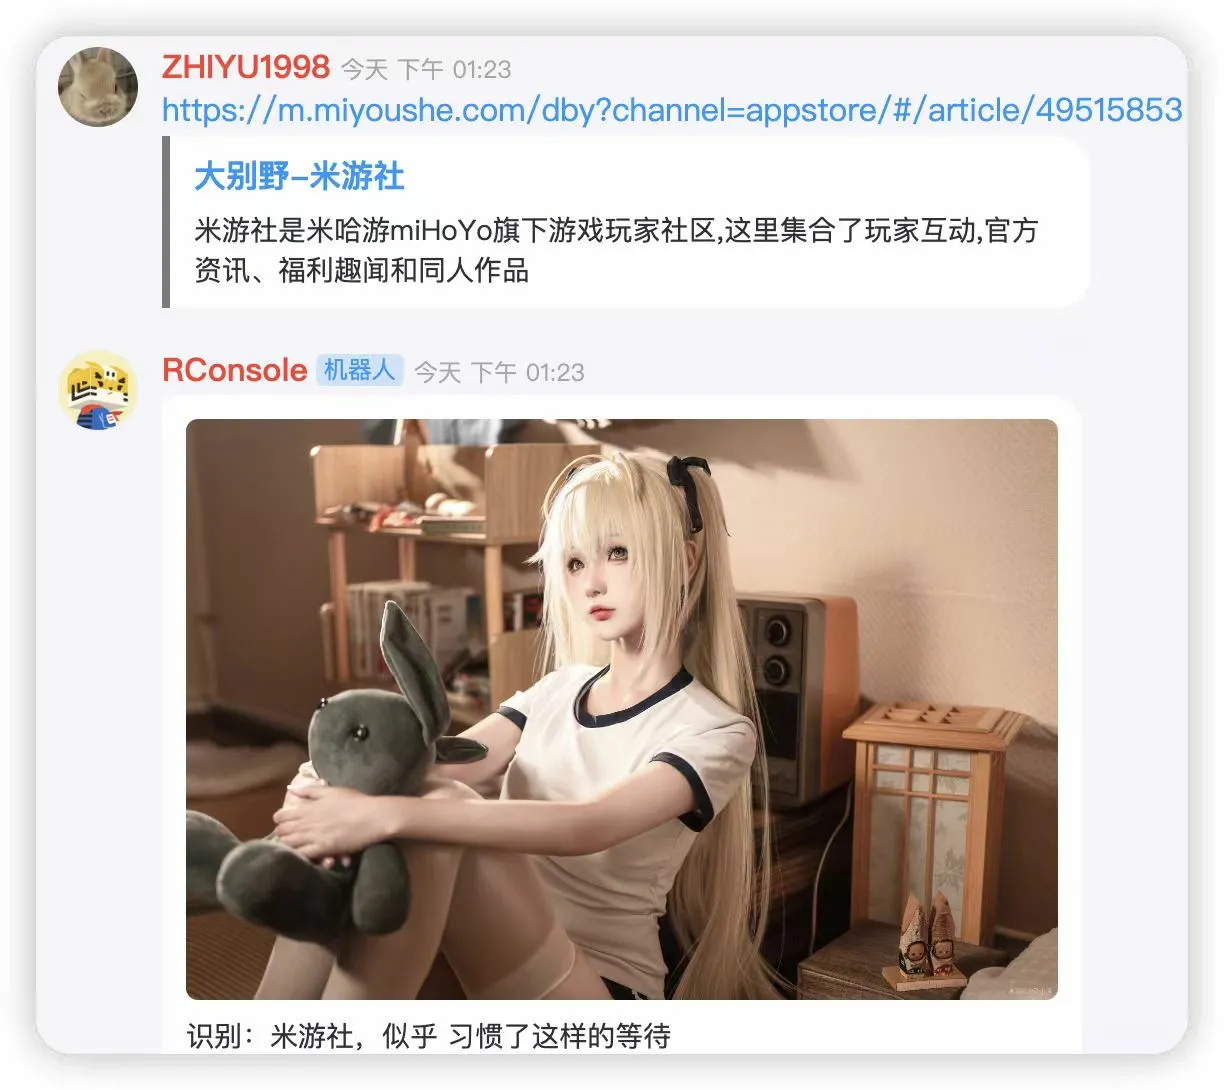 ZHIYU1998 今天 下午 01:23
https://m.miyoushe.com/dby?channel=appstore/#/article/49515853
大别野-米游社
米游社是米哈游miHoYo旗下游戏玩家社区,这里集合了玩家互动,官方
资讯、福利趣闻和同人作品
RConsole 机器人 今天 下午 01:23
识别：米游社，似乎 习惯了这样的等待